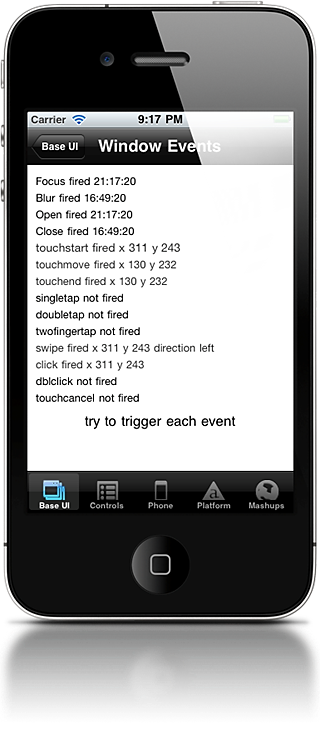 Carrier 9:17 PM
Base UI Window Events
Focus fired 21:17:20
Blur fired 16:49:20
Open fired 21:17:20
Close fired 16:49:20
touchstart fired x 311 y 243
touchmove fired x 130 y 232
touchend fired x 130 y 232
singletap not fired
doubletap not fired
twofingertap not fired
swipe fired x 311 y 243 direction left
click fired x 311 y 243
dblclick not fired
touchcancel not fired
try to trigger each event
Base UI Controls Phone Platform Mashups